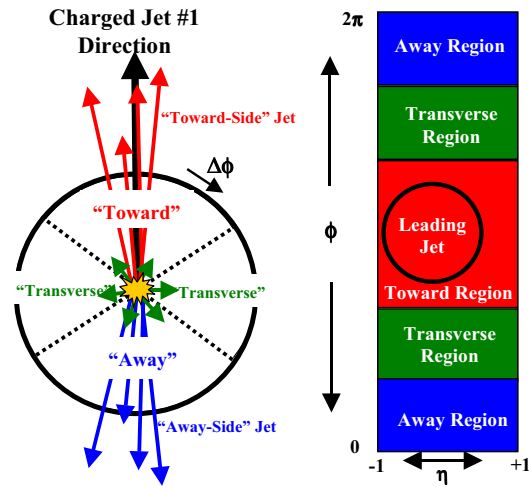 Charged Jet #1
Direction
“Toward-Side” Jet
Δϕ
“Toward”
“Transverse”
“Transverse”
“Away”
“Away-Side” Jet
2π
Away Region
Transverse
Region
ϕ
Leading
Jet
Toward Region
Transverse
Region
Away Region
0
-1
η
+1